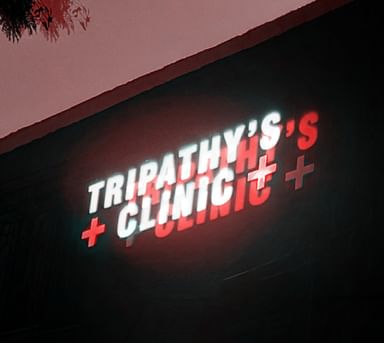 TRIPATHY'S
+ CLINIC +